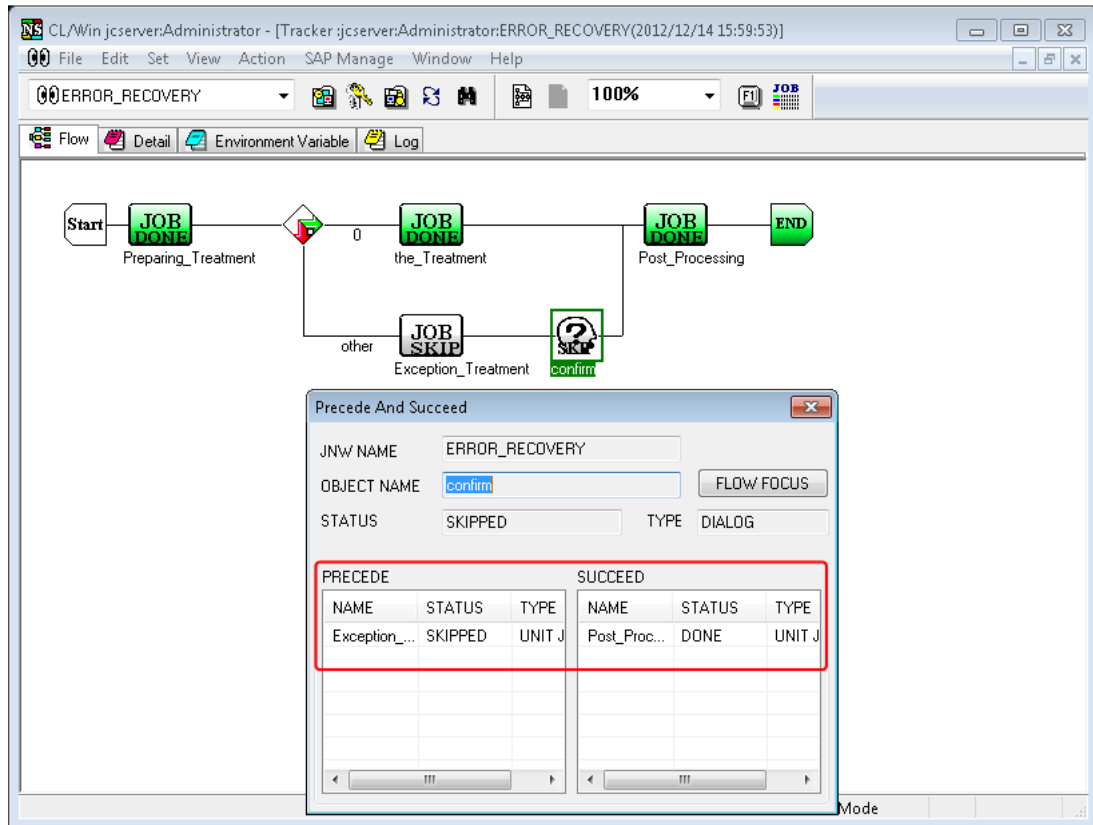 CL/Win jcserver:Administrator - [Tracker :jcserver:Administrator:ERROR_RECOVERY(2012/12/14 15:59:53)]
File Edit Set View Action SAP Manage Window Help
ERROR_RECOVERY 100% F1 JOB
Flow Detail Environment Variable Log
Start JOB DONE 0 JOB DONE JOB DONE END
Preparing_Treatment the_Treatment Post_Processing
other JOB SKIP SKIP
Exception_Treatment confirm
Precede And Succeed
JNW NAME ERROR_RECOVERY
OBJECT NAME confirm FLOW FOCUS
STATUS SKIPPED TYPE DIALOG
PRECEDE SUCCEED
NAME STATUS TYPE NAME STATUS TYPE
Exception_... SKIPPED UNIT J Post_Proc... DONE UNIT J
Mode